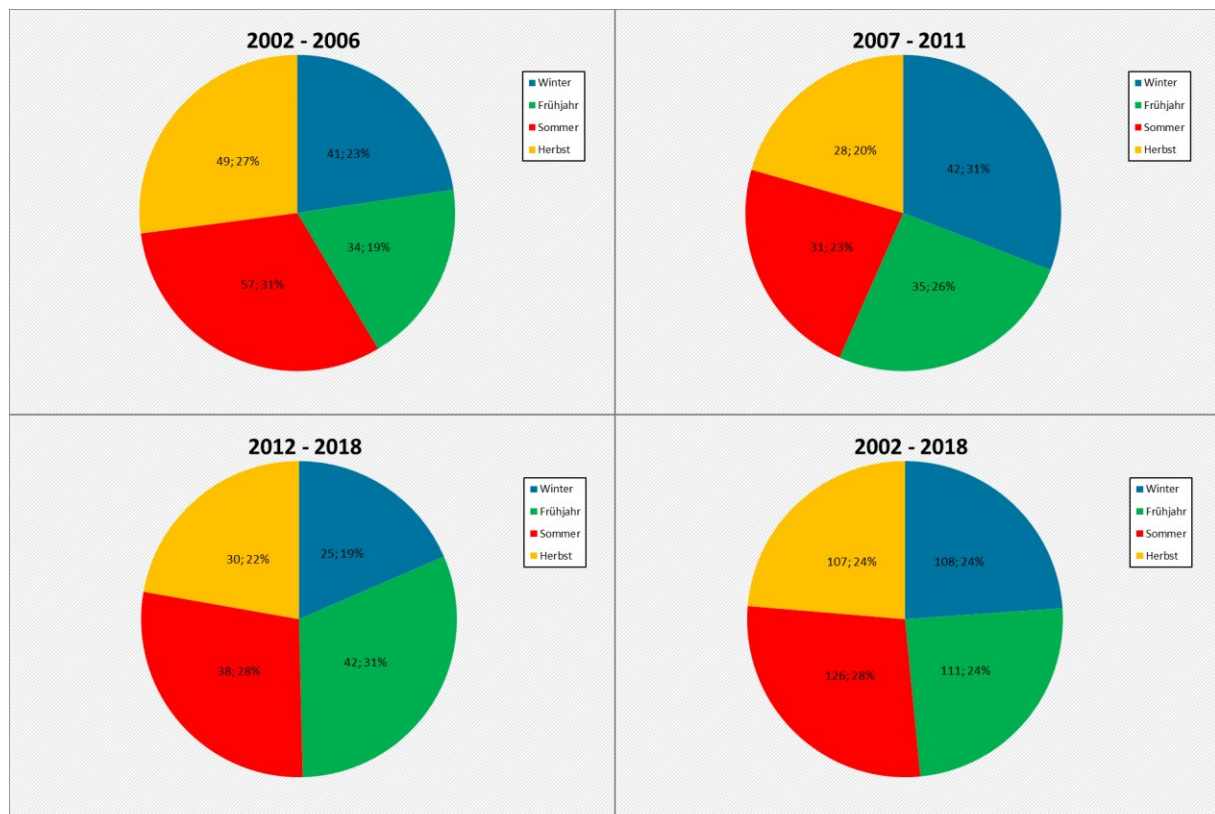 2002 - 2006
Winter
Frühjahr
Sommer
Herbst
49; 27%
41; 23%
34; 19%
57; 31%
2007 - 2011
Winter
Frühjahr
Sommer
Herbst
28; 20%
42; 31%
31; 23%
35; 26%
2012 - 2018
Winter
Frühjahr
Sommer
Herbst
30; 22%
25; 19%
38; 28%
42; 31%
2002 - 2018
Winter
Frühjahr
Sommer
Herbst
107; 24%
108; 24%
126; 28%
111; 24%